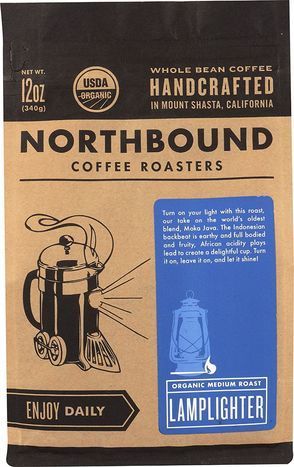 NET WT.
12OZ
(340g)
USDA
ORGANIC
WHOLE BEAN COFFEE
HANDCRAFTED
IN MOUNT SHASTA, CALIFORNIA
NORTHBOUND
COFFEE ROASTERS
Turn on your light with this roast,
our take on the world's oldest
blend, Moka Java. The Indonesian
backbeat is earthy and full bodied
and fruity, African acidity plays
lead to create a delightful cup. Turn
it on, leave it on, and let it shine!
ORGANIC MEDIUM ROAST
LAMPLIGHTER
ENJOY DAILY